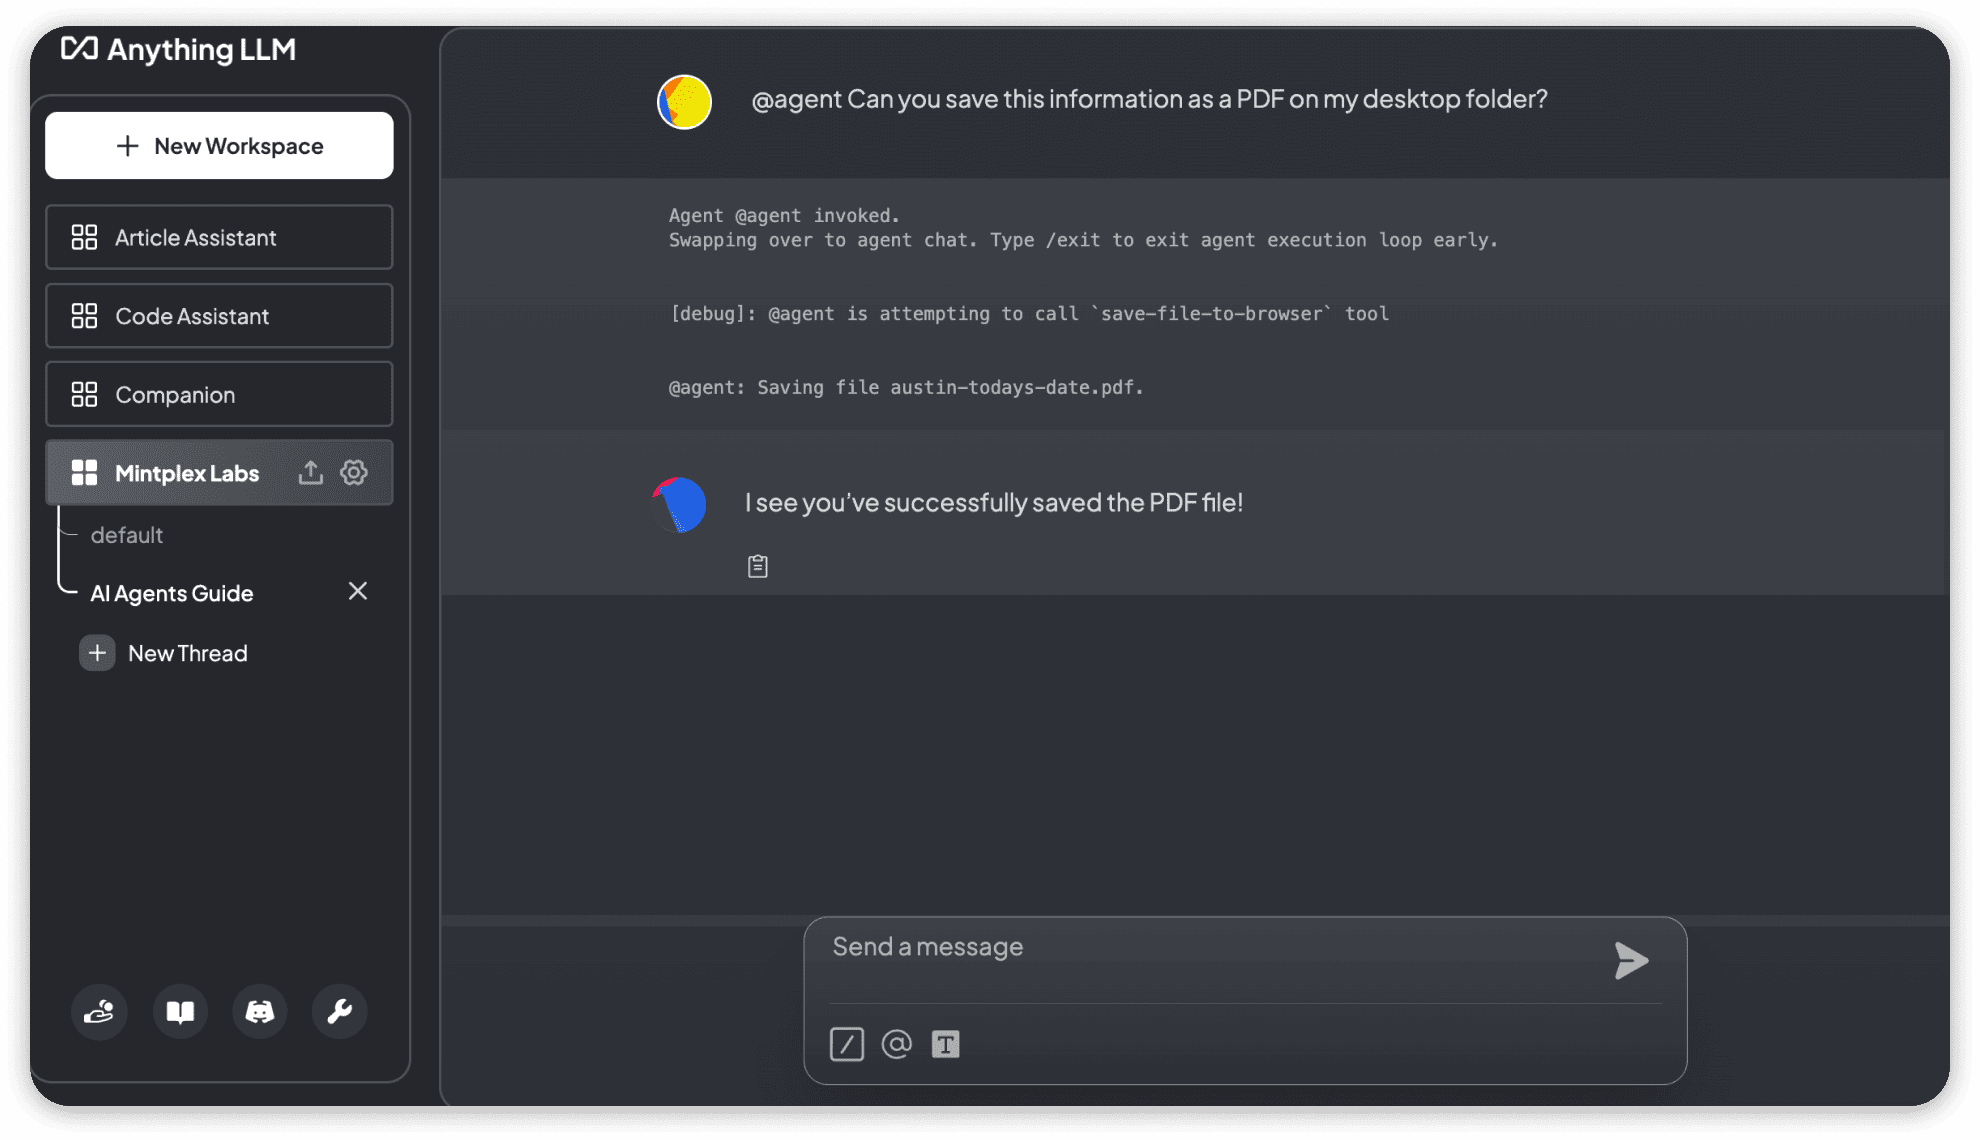 Anything LLM
New Workspace
Article Assistant
Code Assistant
Companion
Mintplex Labs
default
AI Agents Guide
New Thread
@agent Can you save this information as a PDF on my desktop folder?
Agent @agent invoked.
Swapping over to agent chat. Type /exit to exit agent execution loop early.
[debug]: @agent is attempting to call `save-file-to-browser` tool
@agent: Saving file austin-todays-date.pdf.
I see you’ve successfully saved the PDF file!
Send a message